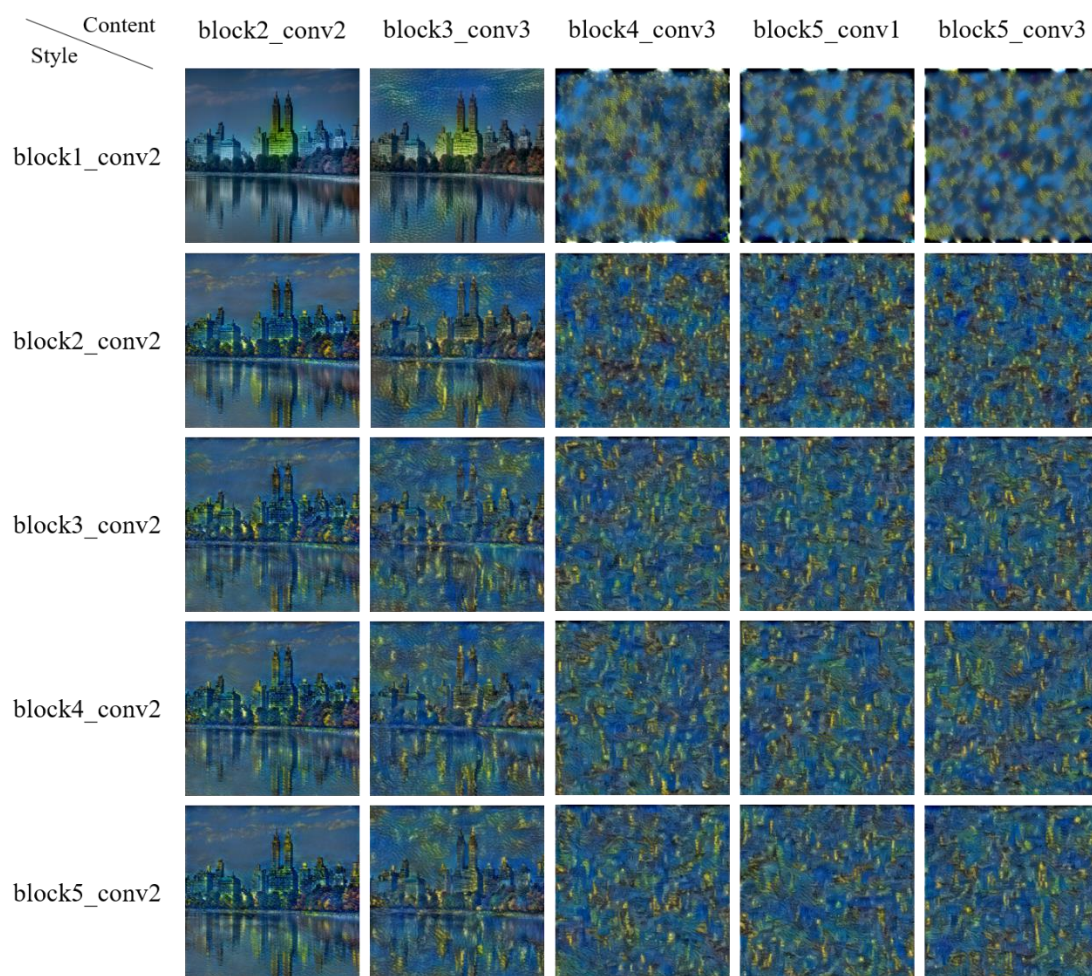 Content
Style
block2_conv2
block3_conv3
block4_conv3
block5_conv1
block5_conv3
block1_conv2
block2_conv2
block3_conv2
block4_conv2
block5_conv2